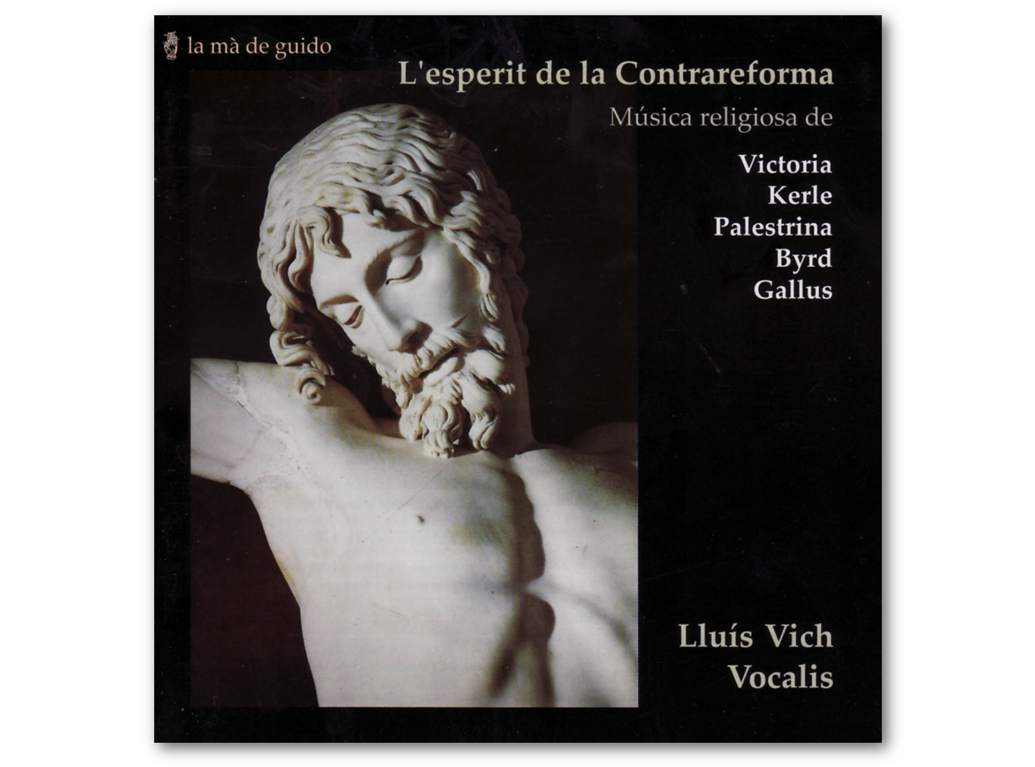 la mà de guido
L'esperit de la Contrareforma
Música religiosa de
Victoria
Kerle
Palestrina
Byrd
Gallus
Lluís Vich
Vocalis